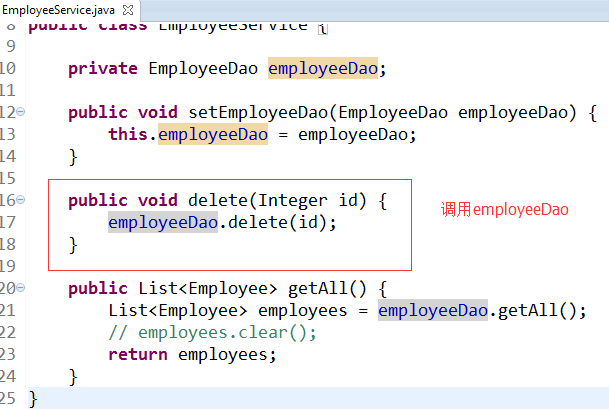 EmployeeService.java
8 public class EmployeeService {
9
10 private EmployeeDao employeeDao;
11
12 public void setEmployeeDao(EmployeeDao employeeDao) {
13 this.employeeDao = employeeDao;
14 }
15
16 public void delete(Integer id) {
17 employeeDao.delete(id);
18 }
19
20 public List<Employee> getAll() {
21 List<Employee> employees = employeeDao.getAll();
22 // employees.clear();
23 return employees;
24 }
25 }
调用employeeDao